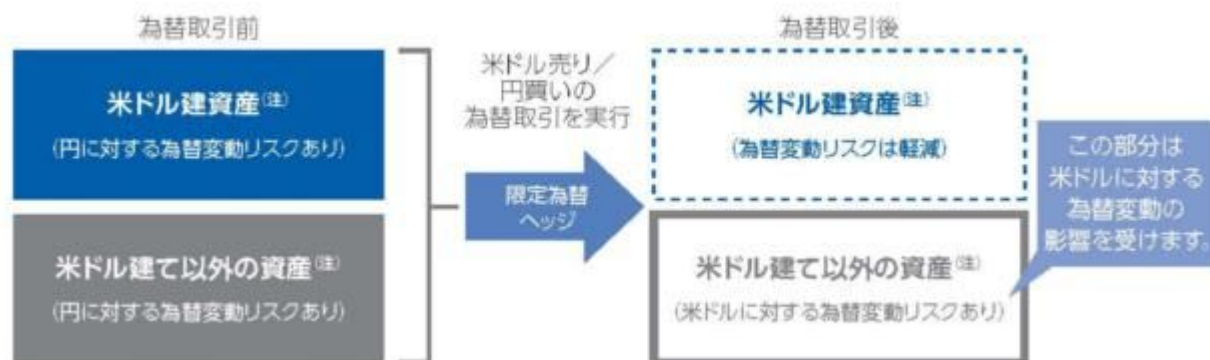 為替取引前
米ドル建資産(注)
(円に対する為替変動リスクあり)
米ドル建て以外の資産(注)
(円に対する為替変動リスクあり)
米ドル売り／
円買いの
為替取引を実行
限定為替
ヘッジ
為替取引後
米ドル建資産(注)
(為替変動リスクは軽減)
米ドル建て以外の資産(注)
(米ドルに対する為替変動リスクあり)
この部分は
米ドルに対する
為替変動の
影響を受けます。